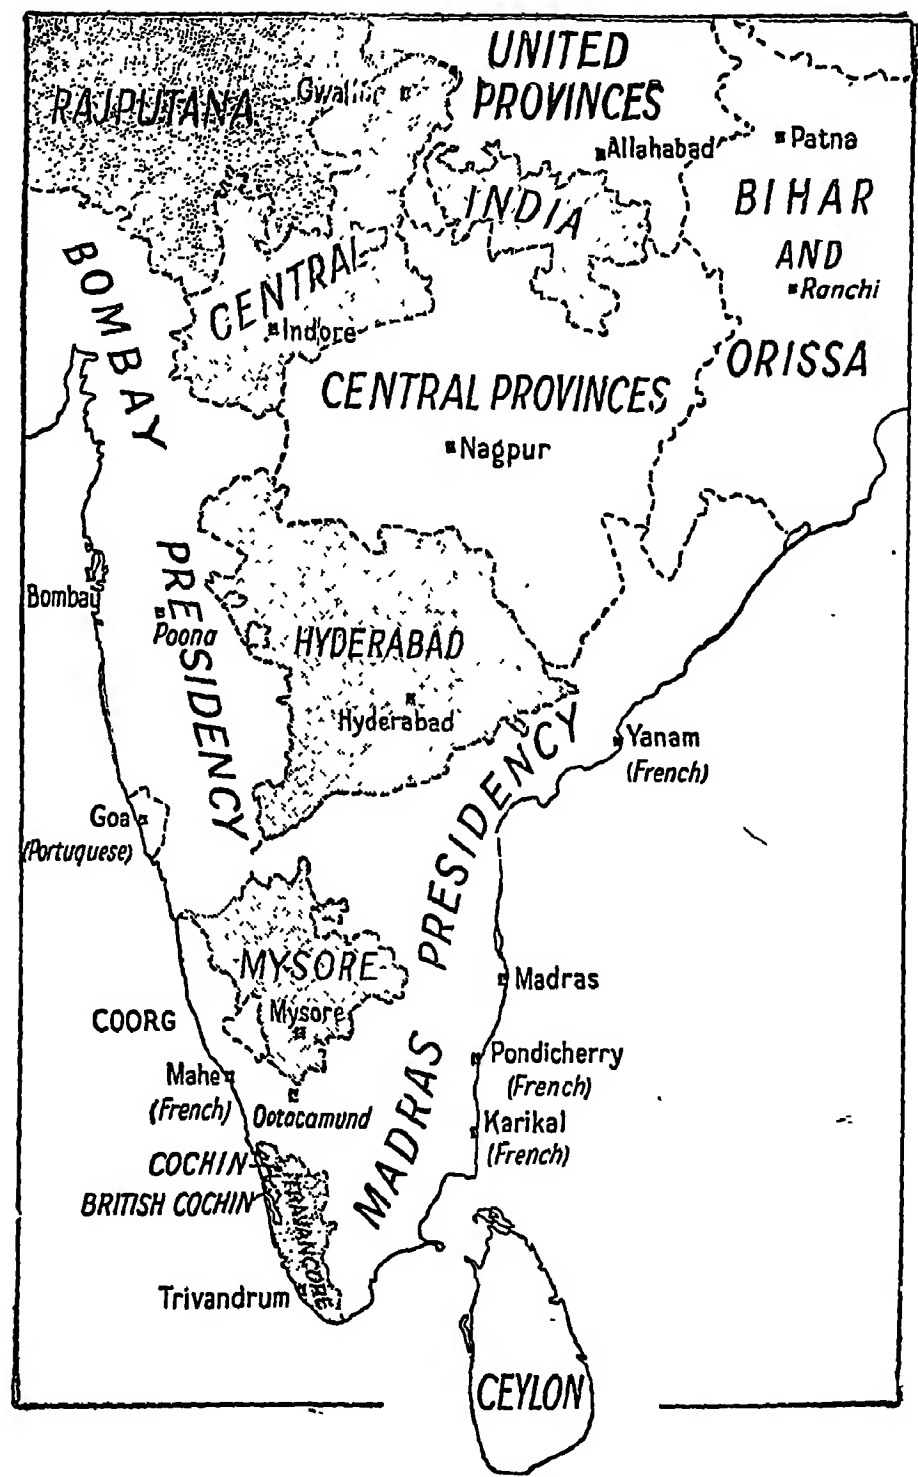 UNITED
PROVINCES
RAJPUTANA
Gwalior
Allahabad
Patna
INDIA
BIHAR
AND
Ranchi
ORISSA
BOMBAY
CENTRAL
Indore
CENTRAL PROVINCES
Nagpur
PRESIDENCY
Bombay
Poona
HYDERABAD
Hyderabad
Yanam
(French)
Goa
(Portuguese)
MADRAS PRESIDENCY
MYSORE
Mysore
Madras
COORG
Pondicherry
(French)
Mahe
(French)
Ootacamund
Karikal
(French)
COCHIN
BRITISH COCHIN
TRAVANCORE
Trivandrum
CEYLON